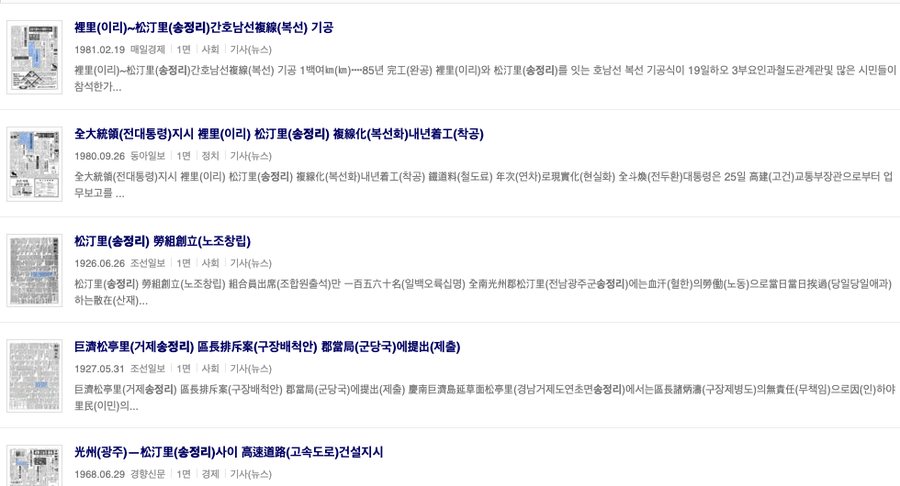 裡里(이리)~松汀里(송정리)간호남선複線(복선) 기공
1981.02.19 매일경제 1면 사회 기사(뉴스)
裡里(이리)~松汀里(송정리)간호남선複線(복선) 기공 1백여㎞(km)····85년 完工(완공) 裡里(이리)와 松汀里(송정리)를 잇는 호남선 복선 기공식이 19일하오 3부요인과철도관계관및 많은 시민들이
참석한가...
全大統領(전대통령)지시 裡里(이리) 松汀里(송정리) 複線化(복선화)내년着工(착공)
1980.09.26 동아일보 1면 정치 기사(뉴스)
全大統領(전대통령)지시 裡里(이리) 松汀里(송정리) 複線化(복선화)내년着工(착공) 鐵道料(철도료) 年次(연차)로現實化(현실화) 全斗煥(전두환)대통령은 25일 高建(고건)교통부장관으로부터 업
무보고를 ...
松汀里(송정리) 勞組創立(노조창립)
1926.06.26 조선일보 1면 사회 기사(뉴스)
松汀里(송정리) 勞組創立(노조창립) 組合員出席(조합원출석)만 一百五六十名(일백오륙십명) 全南光州郡松汀里(전남광주군송정리)에는血汗(혈한)의勞働(노동)으로當日當日挨過(당일당일애과)
하는散在(산재)...
巨濟松亭里(거제송정리) 區長排斥案(구장배척안) 郡當局(군당국)에提出(제출)
1927.05.31 조선일보 1면 사회 기사(뉴스)
巨濟松亭里(거제송정리) 區長排斥案(구장배척안) 郡當局(군당국)에提出(제출) 慶南巨濟島延草面松亭里(경남거제도연초면송정리)에서는區長諸炳濤(구장제병도)의無責任(무책임)으로因(인)하야
里民(이민)의...
光州(광주)—松汀里(송정리)사이 高速道路(고속도로)건설지시
1968.06.29 경향신문 1면 경제 기사(뉴스)